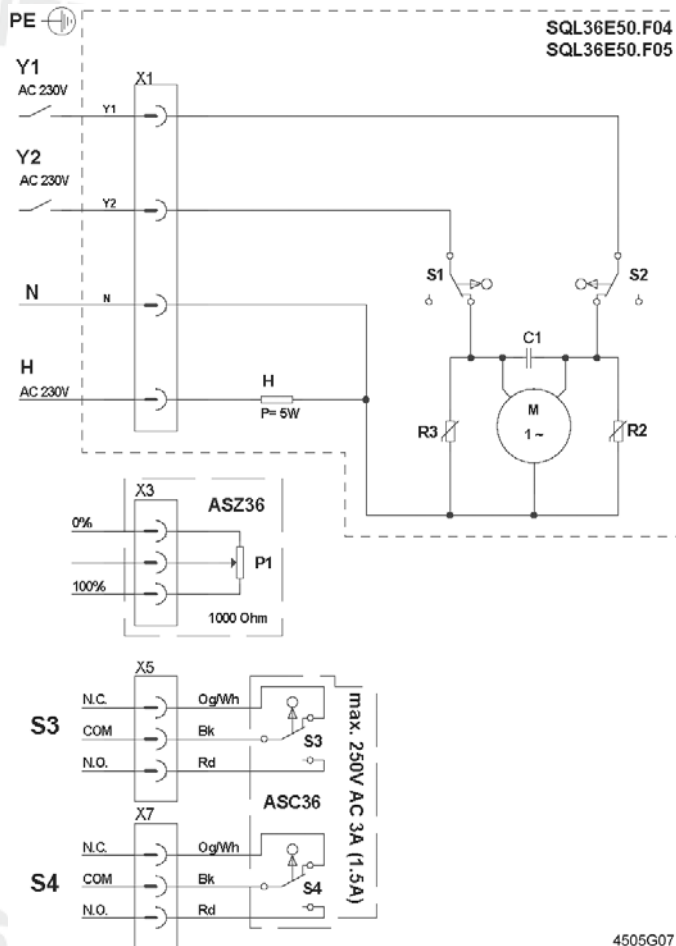 PE
SQL36E50.F04
SQL36E50.F05
Y1
AC 230V
X1
Y1
Y2
AC 230V
Y2
S1
S2
N
N
C1
H
AC 230V
H
P= 5W
M
1~
R3
R2
X3
ASZ36
0%
P1
100%
1000 Ohm
X5
N.C.
Og/Wh
S3
COM
Bk
S3
N.O.
Rd
max. 250V AC 3A (1.5A)
ASC36
X7
N.C.
Og/Wh
S4
COM
Bk
S4
N.O.
Rd
4505G07